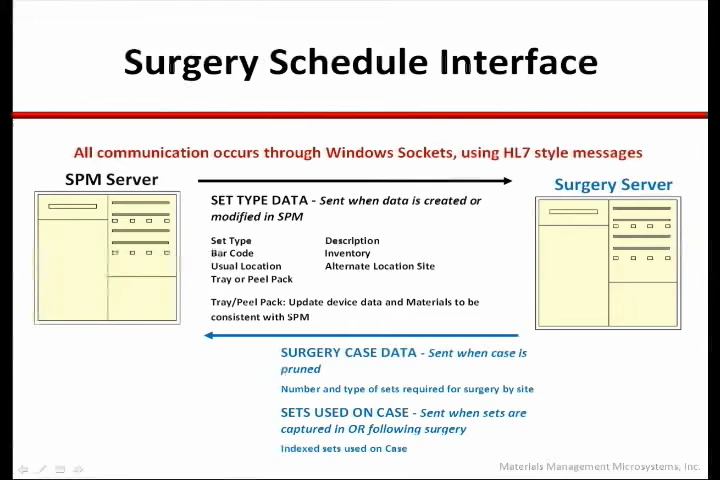 Surgery Schedule Interface
All communication occurs through Windows Sockets, using HL7 style messages
SPM Server
Surgery Server
SET TYPE DATA - Sent when data is created or
modified in SPM
Set Type Description
Bar Code Inventory
Usual Location Alternate Location Site
Tray or Peel Pack
Tray/Peel Pack: Update device data and Materials to be
consistent with SPM
SURGERY CASE DATA - Sent when case is
pruned
Number and type of sets required for surgery by site
SETS USED ON CASE - Sent when sets are
captured in OR following surgery
Indexed sets used on Case
Materials Management Microsystems, Inc.